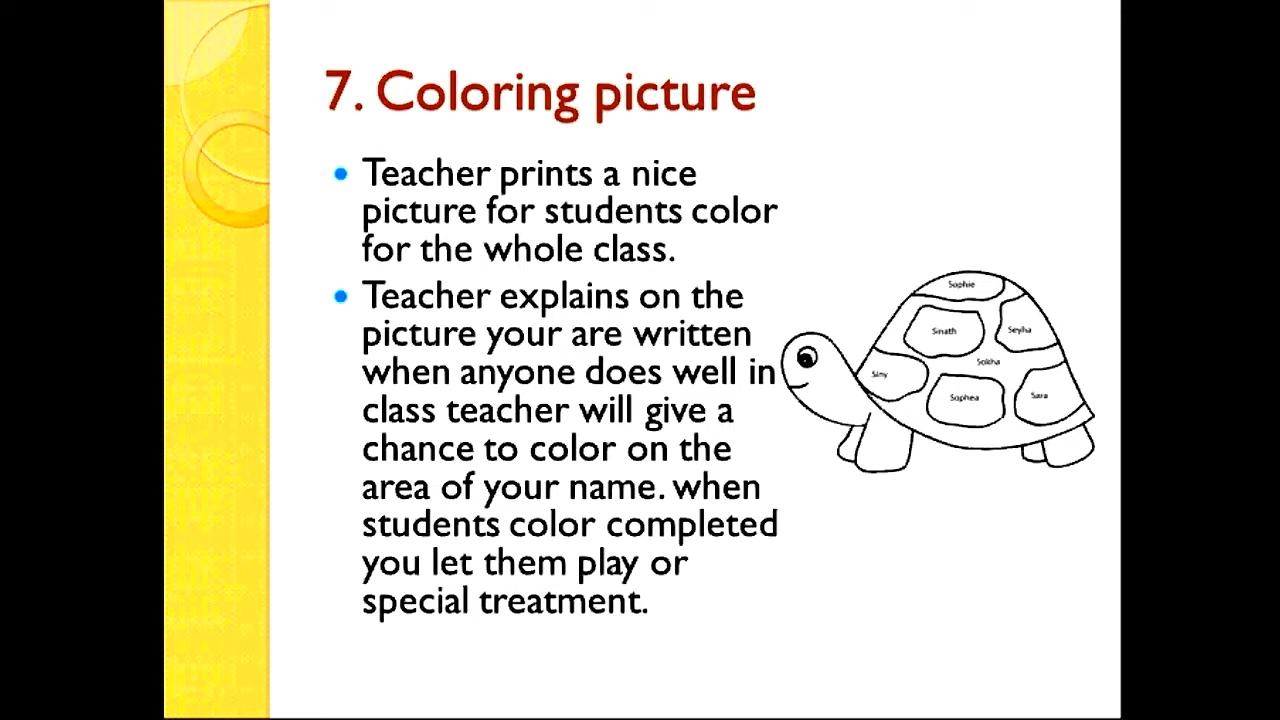 7. Coloring picture
• Teacher prints a nice
picture for students color
for the whole class.
• Teacher explains on the
picture your are written
when anyone does well in
class teacher will give a
chance to color on the
area of your name. when
students color completed
you let them play or
special treatment.
Sophie
Sinath
Seyiha
Sokha
Siny
Sophea
Sara